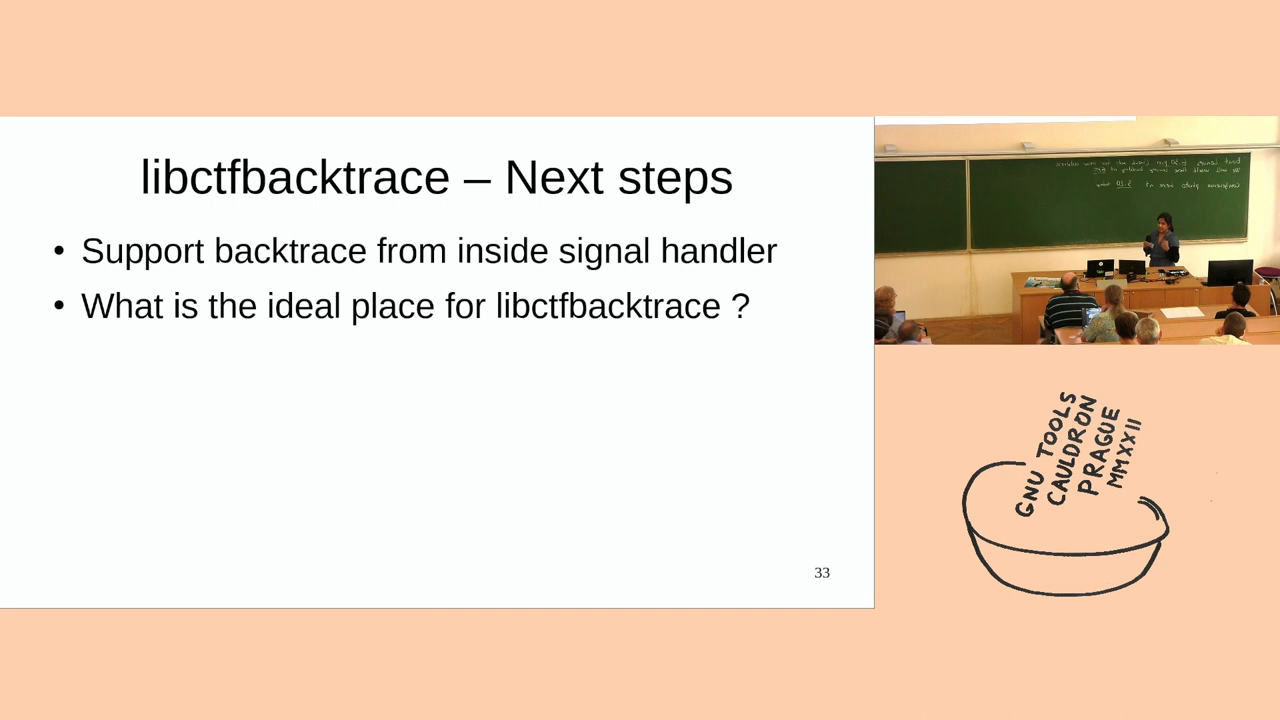 libctfbacktrace – Next steps
• Support backtrace from inside signal handler
• What is the ideal place for libctfbacktrace ?
33
GNU TOOLS
CAULDRON
PRAGUE
MMXXII